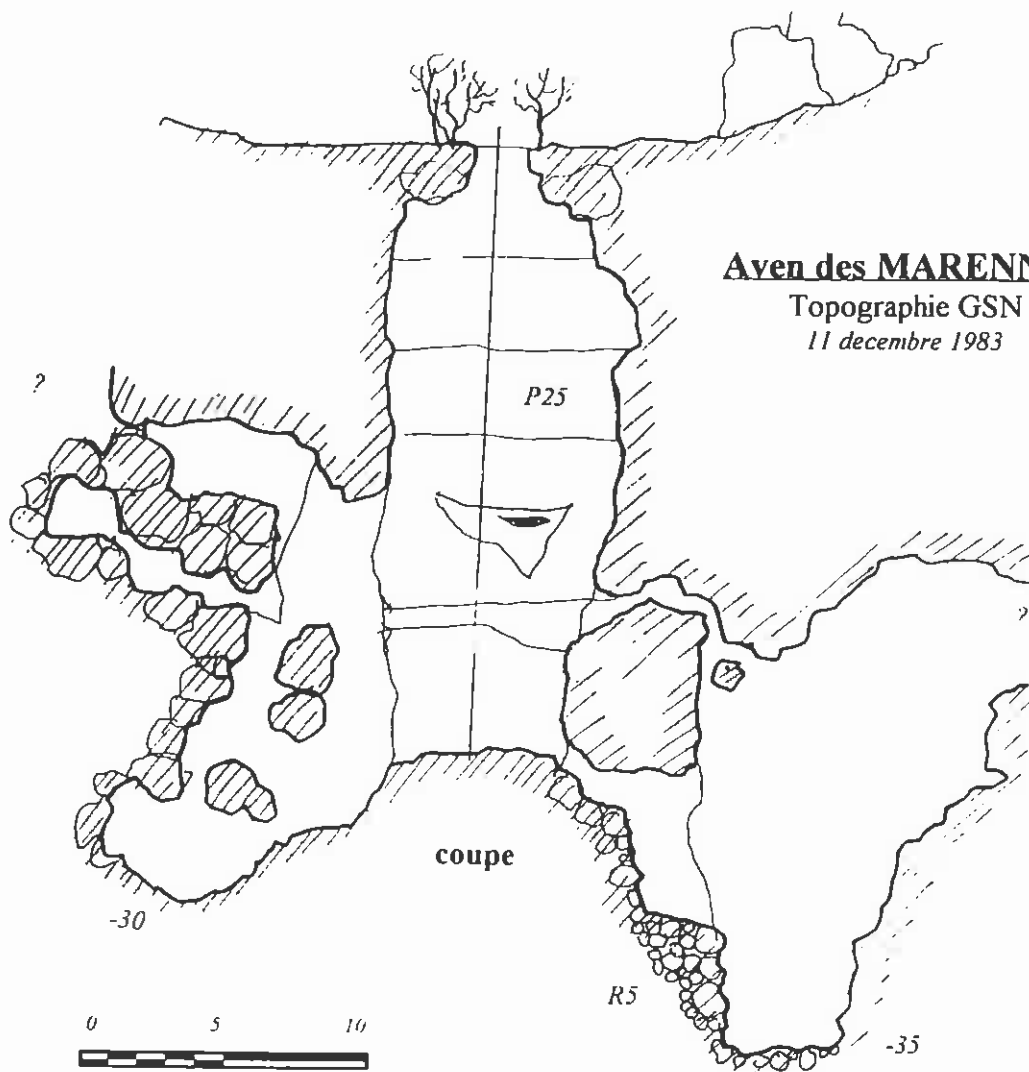 Aven des MARENN
Topographie GSN
11 decembre 1983
?
P25
?
coupe
-30
R5
-35
0 5 10